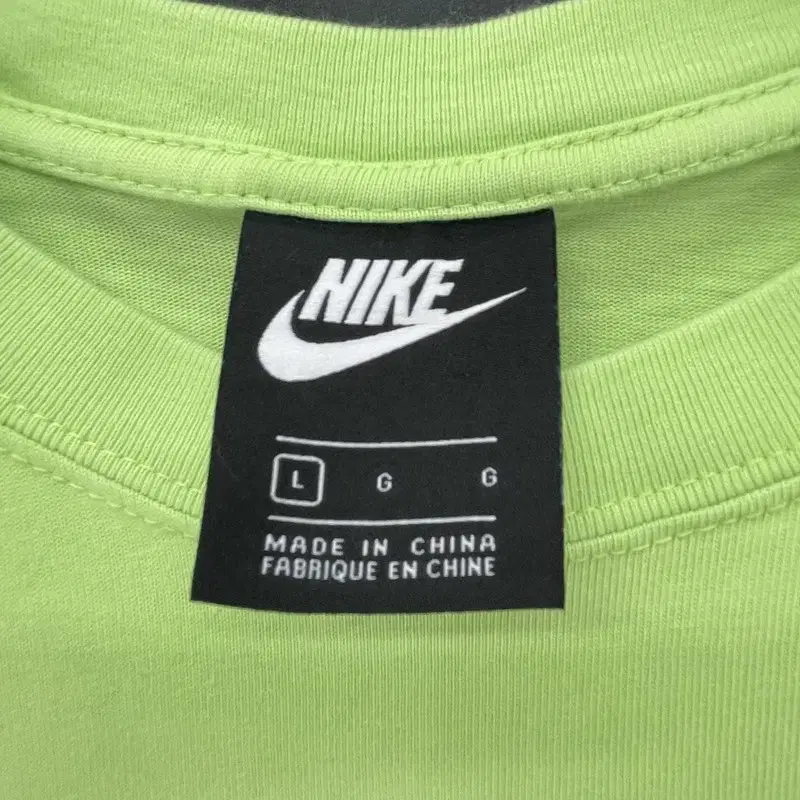 NIKE
L G G
MADE IN CHINA
FABRIQUE EN CHINE